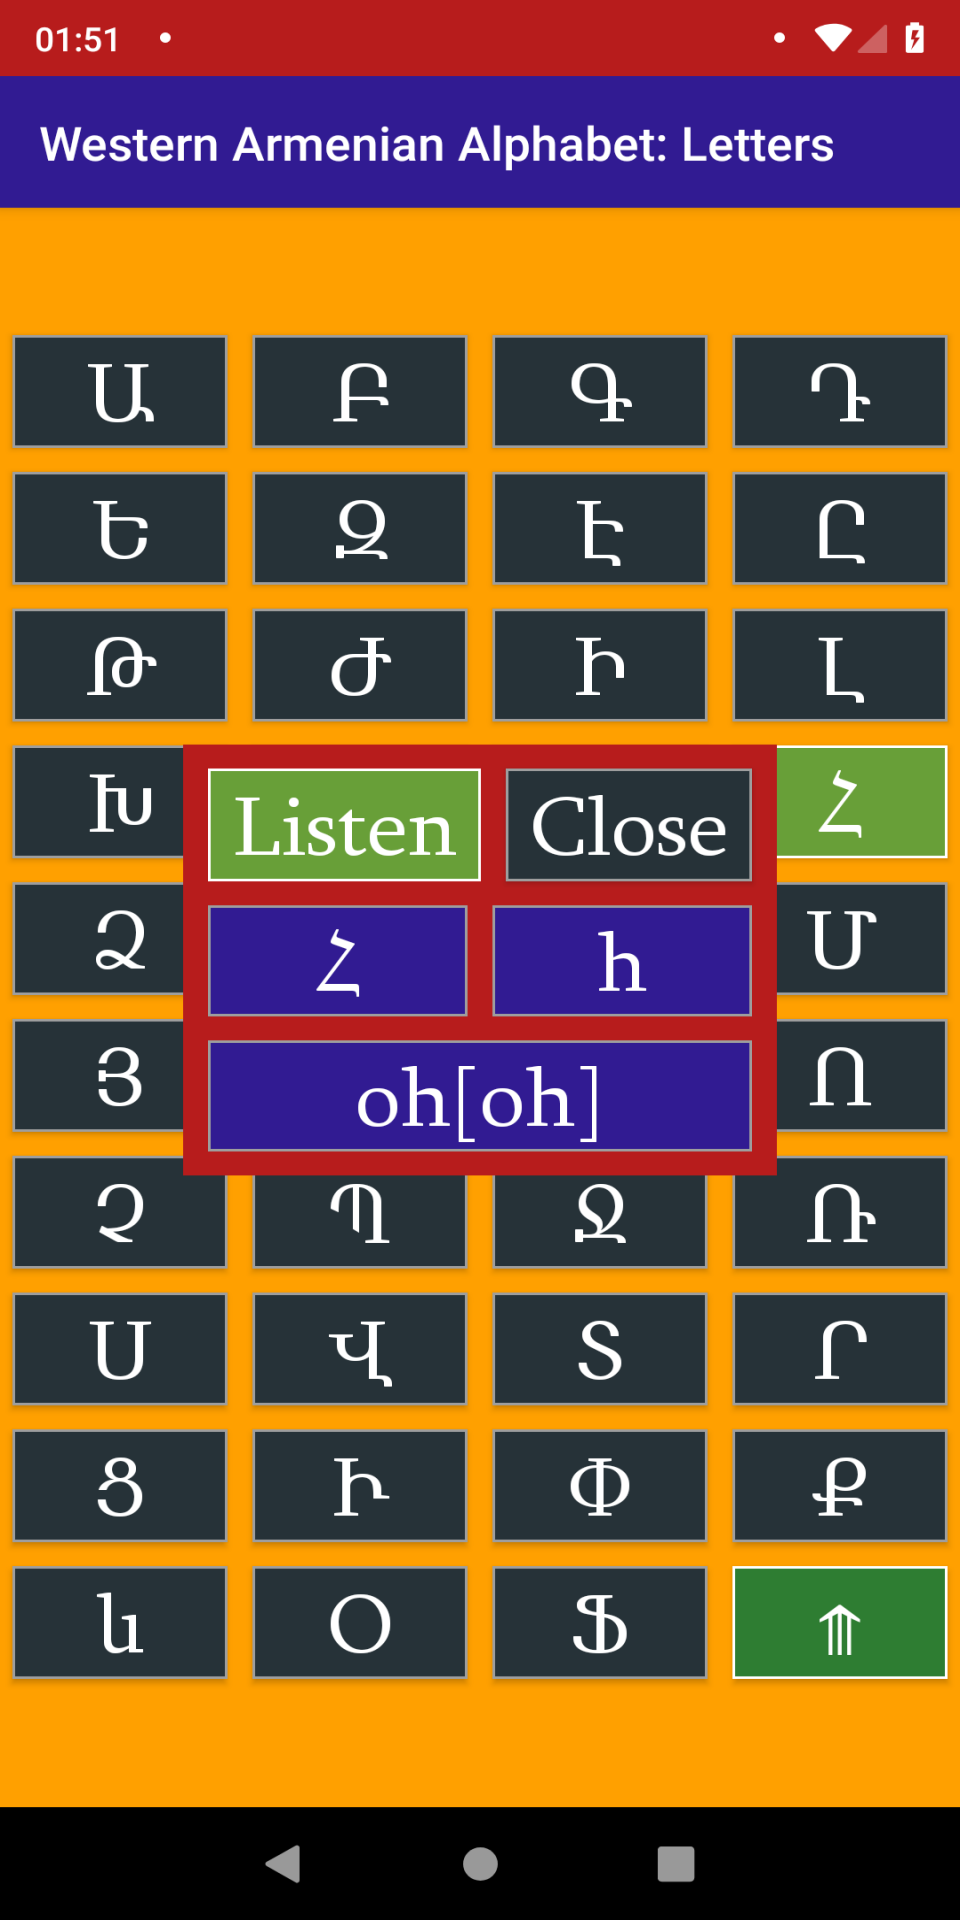 01:51
Western Armenian Alphabet: Letters
Ա Բ Գ Դ
Ե Զ Է Ը
Թ Ժ Ի Լ
Խ Հ
Listen Close
Ձ Մ
Հ հ
Յ Ո
oh[oh]
Չ Պ Ջ Ռ
Ս Վ Տ Ր
Ց Ւ Փ Ք
և Օ Ֆ ⤊